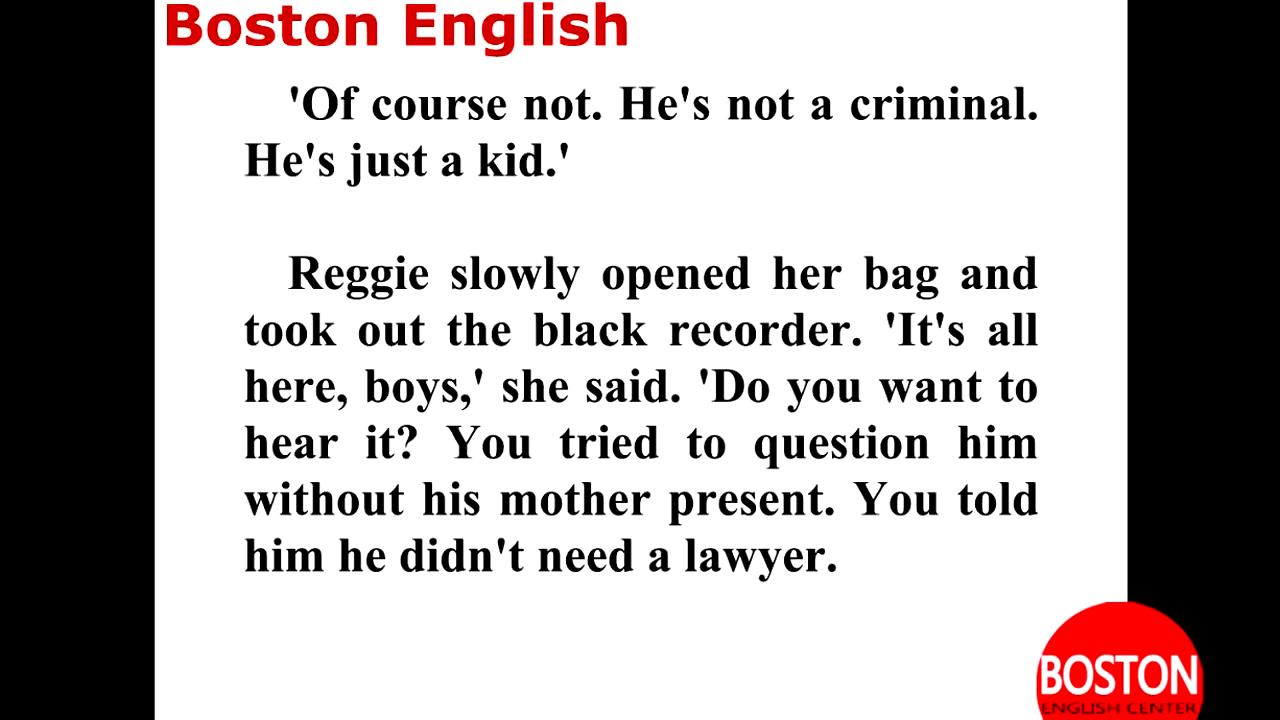 Boston English
'Of course not. He's not a criminal.
He's just a kid.'
Reggie slowly opened her bag and
took out the black recorder. 'It's all
here, boys,' she said. 'Do you want to
hear it? You tried to question him
without his mother present. You told
him he didn't need a lawyer.
BOSTON
ENGLISH CENTER